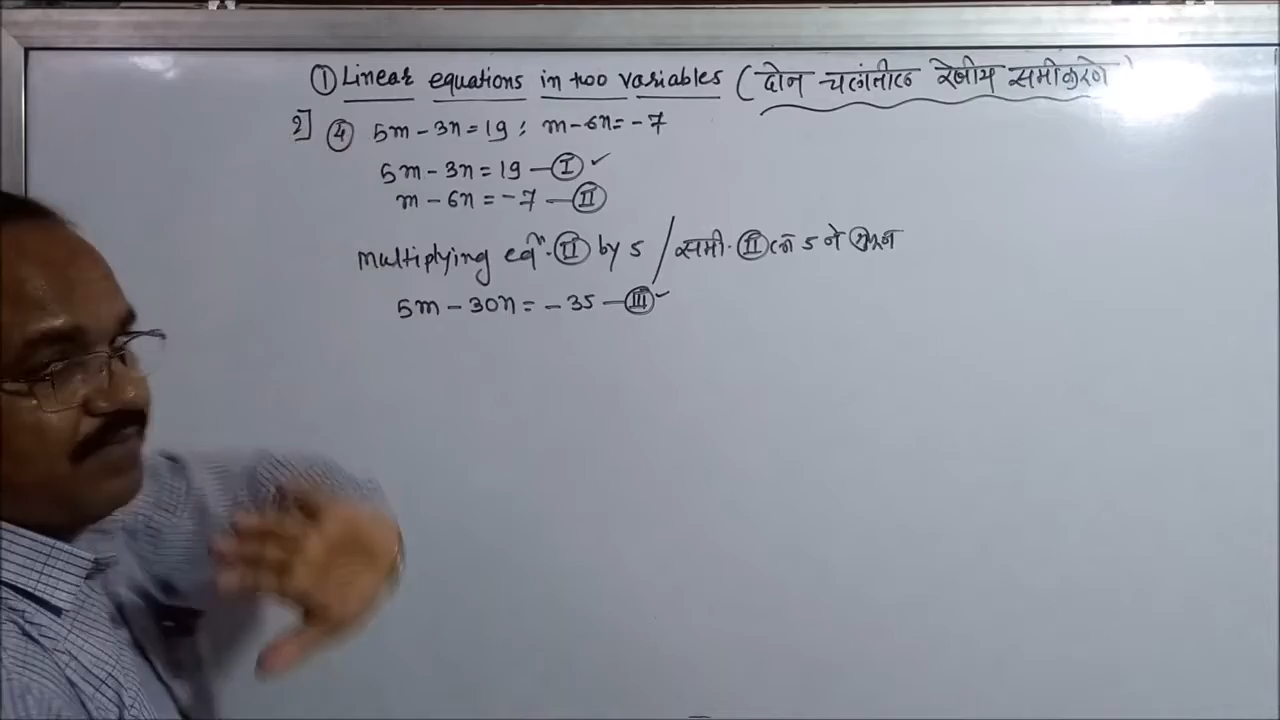 ① Linear equations in two variables (दोन चलांतील रेषीय समीकरणे)
2] ④ 5m - 3n = 19 ; m - 6n = - 7
5m - 3n = 19 — Ⓘ ✓
m - 6n = - 7 — Ⅱ
Multiplying eqⁿ. Ⅱ by 5 / समी. Ⅱ ला 5 ने गुणून
5m - 30n = - 35 — Ⅲ ✓